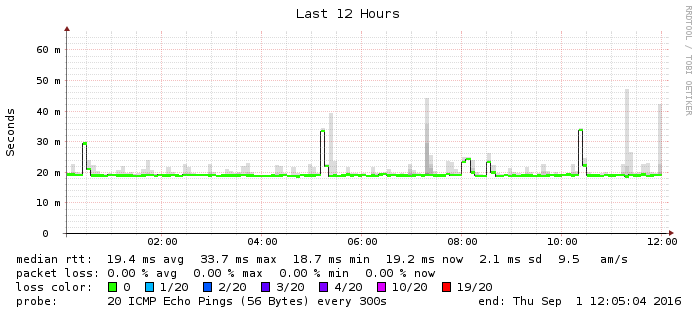 Last 12 Hours
RRDTOOL / TOBI OETIKER
Seconds
60 m
50 m
40 m
30 m
20 m
10 m
0
02:00 04:00 06:00 08:00 10:00 12:00
median rtt: 19.4 ms avg 33.7 ms max 18.7 ms min 19.2 ms now 2.1 ms sd 9.5 am/s
packet loss: 0.00 % avg 0.00 % max 0.00 % min 0.00 % now
loss color: 0 1/20 2/20 3/20 4/20 10/20 19/20
probe: 20 ICMP Echo Pings (56 Bytes) every 300s end: Thu Sep 1 12:05:04 2016